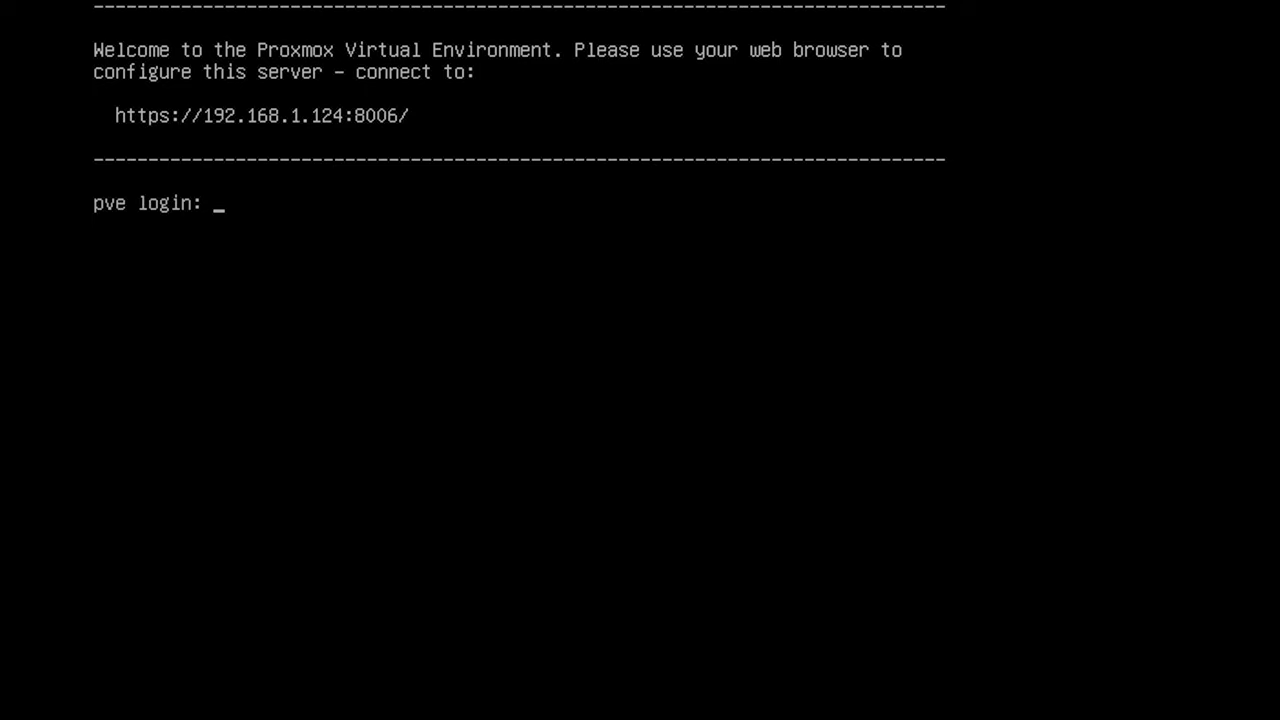 ------------------------------------------------------------------------------
Welcome to the Proxmox Virtual Environment. Please use your web browser to
configure this server - connect to:
https://192.168.1.124:8006/
------------------------------------------------------------------------------
pve login: _